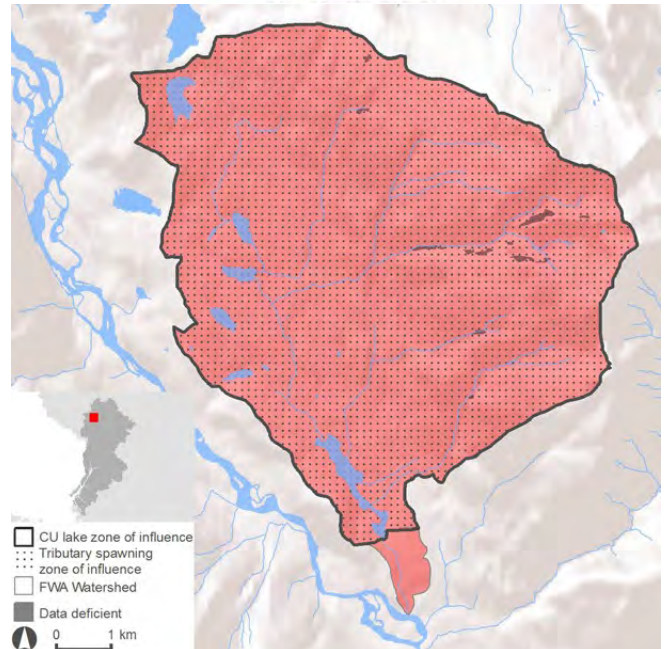 CU lake zone of influence
Tributary spawning
zone of influence
FWA Watershed
Data deficient
0 1 km